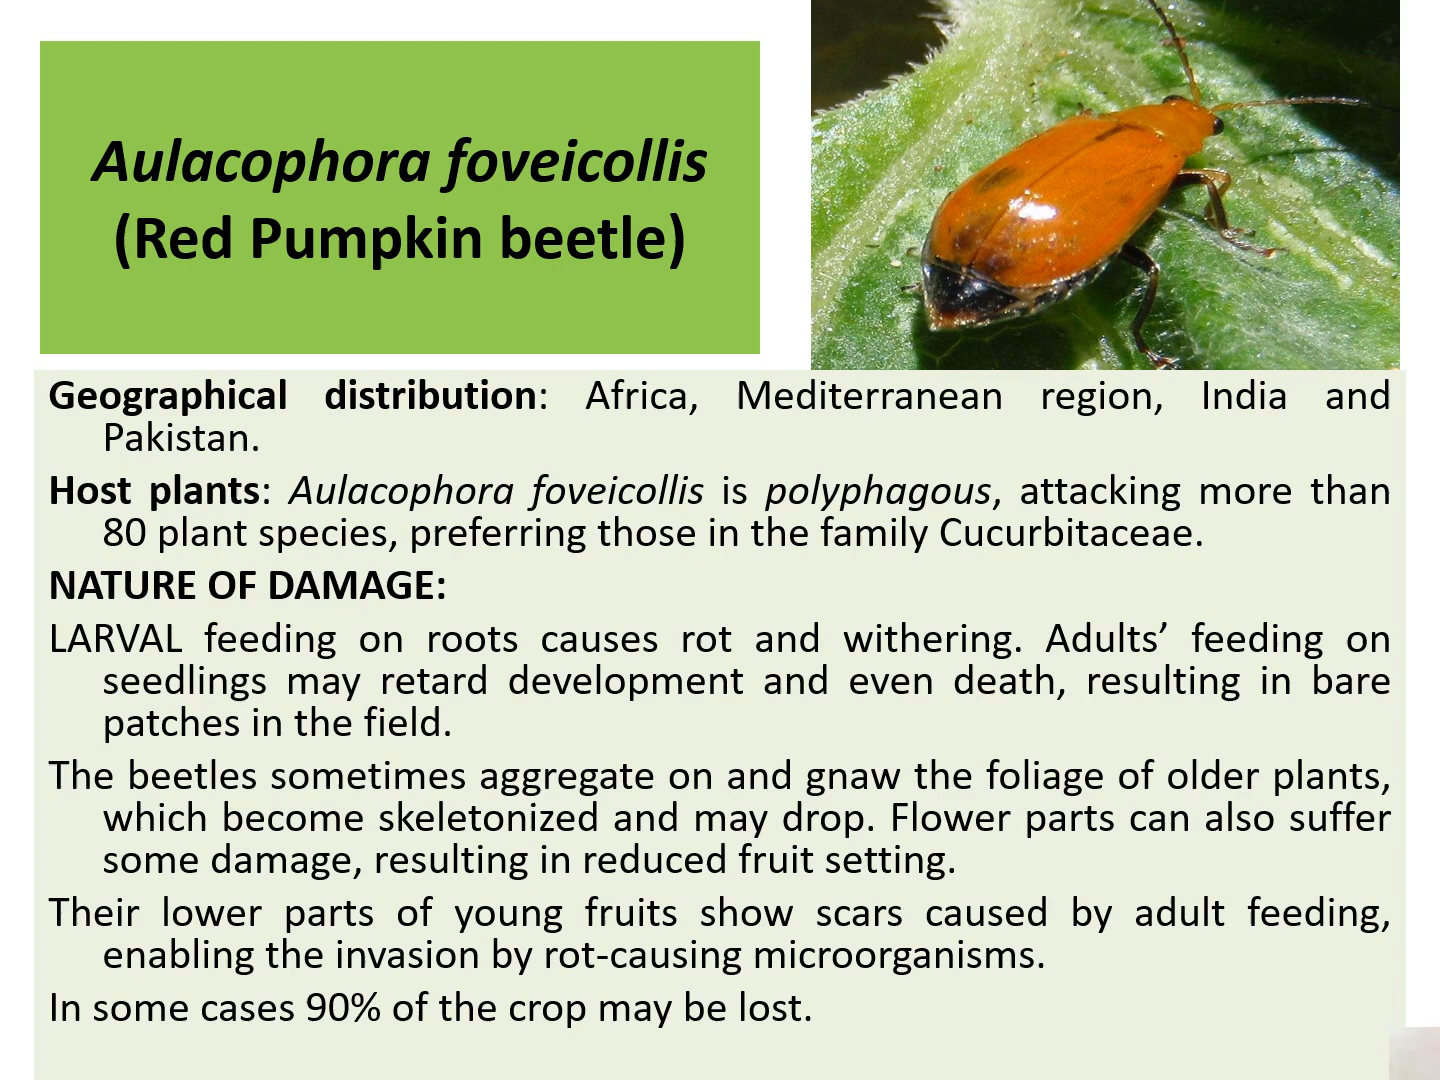 Aulacophora foveicollis
(Red Pumpkin beetle)
Geographical distribution: Africa, Mediterranean region, India and
Pakistan.
Host plants: Aulacophora foveicollis is polyphagous, attacking more than
80 plant species, preferring those in the family Cucurbitaceae.
NATURE OF DAMAGE:
LARVAL feeding on roots causes rot and withering. Adults’ feeding on
seedlings may retard development and even death, resulting in bare
patches in the field.
The beetles sometimes aggregate on and gnaw the foliage of older plants,
which become skeletonized and may drop. Flower parts can also suffer
some damage, resulting in reduced fruit setting.
Their lower parts of young fruits show scars caused by adult feeding,
enabling the invasion by rot-causing microorganisms.
In some cases 90% of the crop may be lost.